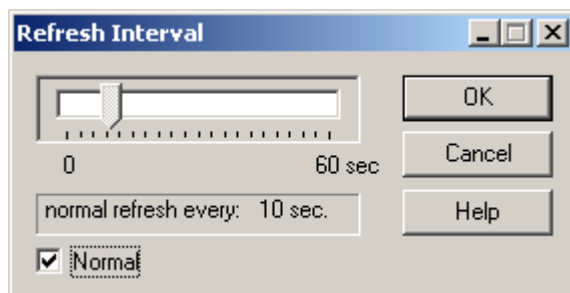 Refresh Interval
OK
0 60 sec
Cancel
normal refresh every: 10 sec.
Help
Normal